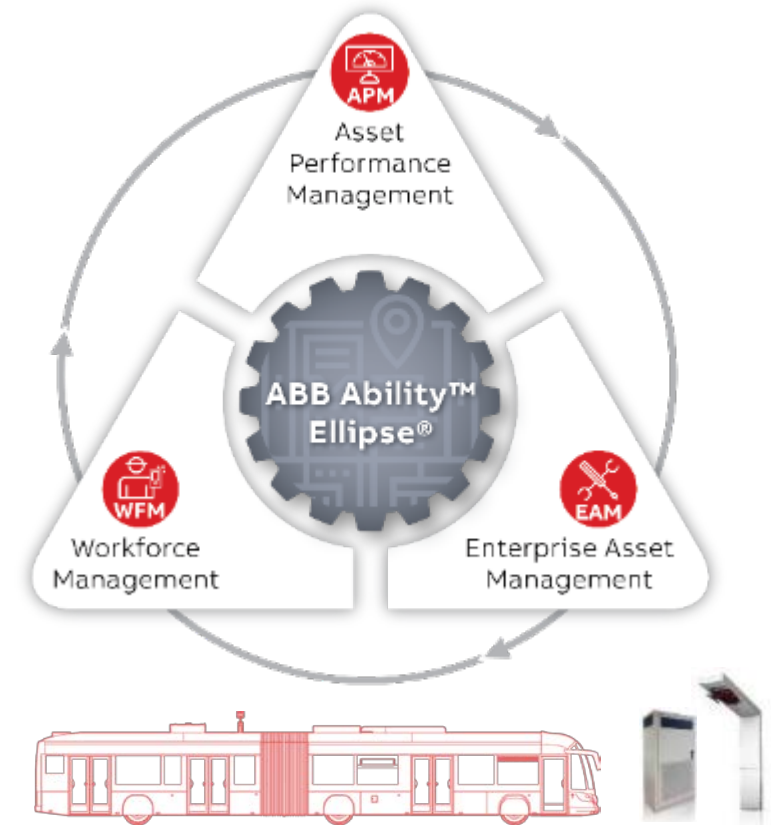 APM
Asset
Performance
Management
ABB Ability™
Ellipse®
WFM
Workforce
Management
EAM
Enterprise Asset
Management